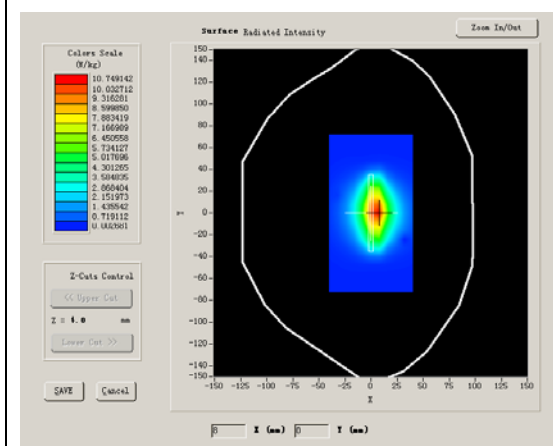 Surface Radiated Intensity
Zoom In/Out
Colors Scale
(W/kg)
10.749142
10.032712
9.316281
8.599850
7.883419
7.166989
6.450558
5.734127
5.017696
4.301265
3.584835
2.868404
2.151973
1.435542
0.719112
0.002681
Z-Cuts Control
<< Upper Cut
Z = 4.0 mm
Lower Cut >>
SAVE
Cancel
150
140
120
100
80
60
40
20
0
-20
-40
-60
-80
-100
-120
-140
-150
Y
-150 -125 -100 -75 -50 -25 0 25 50 75 100 125 150
X
8 X (mm) 0 Y (mm)